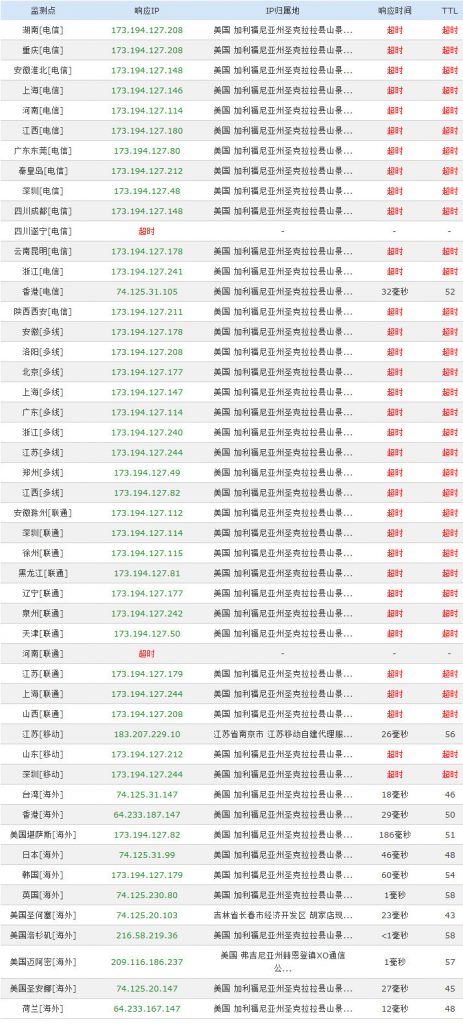 监测点 响应IP IP归属地 响应时间 TTL
湖南[电信] 173.194.127.208 美国 加利福尼亚州圣克拉拉县山景... 超时 超时
重庆[电信] 173.194.127.208 美国 加利福尼亚州圣克拉拉县山景... 超时 超时
安徽淮北[电信] 173.194.127.148 美国 加利福尼亚州圣克拉拉县山景... 超时 超时
上海[电信] 173.194.127.146 美国 加利福尼亚州圣克拉拉县山景... 超时 超时
河南[电信] 173.194.127.114 美国 加利福尼亚州圣克拉拉县山景... 超时 超时
江西[电信] 173.194.127.180 美国 加利福尼亚州圣克拉拉县山景... 超时 超时
广东东莞[电信] 173.194.127.80 美国 加利福尼亚州圣克拉拉县山景... 超时 超时
秦皇岛[电信] 173.194.127.212 美国 加利福尼亚州圣克拉拉县山景... 超时 超时
深圳[电信] 173.194.127.48 美国 加利福尼亚州圣克拉拉县山景... 超时 超时
四川成都[电信] 173.194.127.148 美国 加利福尼亚州圣克拉拉县山景... 超时 超时
四川遂宁[电信] 超时 - - -
云南昆明[电信] 173.194.127.178 美国 加利福尼亚州圣克拉拉县山景... 超时 超时
浙江[电信] 173.194.127.241 美国 加利福尼亚州圣克拉拉县山景... 超时 超时
香港[电信] 74.125.31.105 美国 加利福尼亚州圣克拉拉县山景... 32毫秒 52
陕西西安[电信] 173.194.127.211 美国 加利福尼亚州圣克拉拉县山景... 超时 超时
安徽[多线] 173.194.127.178 美国 加利福尼亚州圣克拉拉县山景... 超时 超时
洛阳[多线] 173.194.127.208 美国 加利福尼亚州圣克拉拉县山景... 超时 超时
北京[多线] 173.194.127.177 美国 加利福尼亚州圣克拉拉县山景... 超时 超时
上海[多线] 173.194.127.147 美国 加利福尼亚州圣克拉拉县山景... 超时 超时
广东[多线] 173.194.127.114 美国 加利福尼亚州圣克拉拉县山景... 超时 超时
浙江[多线] 173.194.127.240 美国 加利福尼亚州圣克拉拉县山景... 超时 超时
江苏[多线] 173.194.127.244 美国 加利福尼亚州圣克拉拉县山景... 超时 超时
郑州[多线] 173.194.127.49 美国 加利福尼亚州圣克拉拉县山景... 超时 超时
江西[多线] 173.194.127.82 美国 加利福尼亚州圣克拉拉县山景... 超时 超时
安徽滁州[联通] 173.194.127.112 美国 加利福尼亚州圣克拉拉县山景... 超时 超时
深圳[联通] 173.194.127.114 美国 加利福尼亚州圣克拉拉县山景... 超时 超时
徐州[联通] 173.194.127.115 美国 加利福尼亚州圣克拉拉县山景... 超时 超时
黑龙江[联通] 173.194.127.81 美国 加利福尼亚州圣克拉拉县山景... 超时 超时
辽宁[联通] 173.194.127.177 美国 加利福尼亚州圣克拉拉县山景... 超时 超时
泉州[联通] 173.194.127.242 美国 加利福尼亚州圣克拉拉县山景... 超时 超时
天津[联通] 173.194.127.50 美国 加利福尼亚州圣克拉拉县山景... 超时 超时
河南[联通] 超时 - - -
江苏[联通] 173.194.127.179 美国 加利福尼亚州圣克拉拉县山景... 超时 超时
上海[联通] 173.194.127.244 美国 加利福尼亚州圣克拉拉县山景... 超时 超时
山西[联通] 173.194.127.208 美国 加利福尼亚州圣克拉拉县山景... 超时 超时
江苏[移动] 183.207.229.10 江苏省南京市 江苏移动自建代理服... 26毫秒 56
山东[移动] 173.194.127.212 美国 加利福尼亚州圣克拉拉县山景... 超时 超时
深圳[移动] 173.194.127.244 美国 加利福尼亚州圣克拉拉县山景... 超时 超时
台湾[海外] 74.125.31.147 美国 加利福尼亚州圣克拉拉县山景... 18毫秒 46
香港[海外] 64.233.187.147 美国 加利福尼亚州圣克拉拉县山景... 29毫秒 50
美国堪萨斯[海外] 173.194.127.82 美国 加利福尼亚州圣克拉拉县山景... 186毫秒 51
日本[海外] 74.125.31.99 美国 加利福尼亚州圣克拉拉县山景... 46毫秒 48
韩国[海外] 173.194.127.179 美国 加利福尼亚州圣克拉拉县山景... 60毫秒 54
英国[海外] 74.125.230.80 美国 加利福尼亚州圣克拉拉县山景... 1毫秒 58
美国圣何塞[海外] 74.125.20.103 吉林省长春市经济开发区 胡家店现... 23毫秒 43
美国洛杉矶[海外] 216.58.219.36 美国 加利福尼亚州圣克拉拉县山景... <1毫秒 58
美国迈阿密[海外] 209.116.186.237 美国 弗吉尼亚州赫恩登镇XO通信公... 1毫秒 57
美国圣安娜[海外] 74.125.20.147 美国 加利福尼亚州圣克拉拉县山景... 27毫秒 45
荷兰[海外] 64.233.167.147 美国 加利福尼亚州圣克拉拉县山景... 12毫秒 48